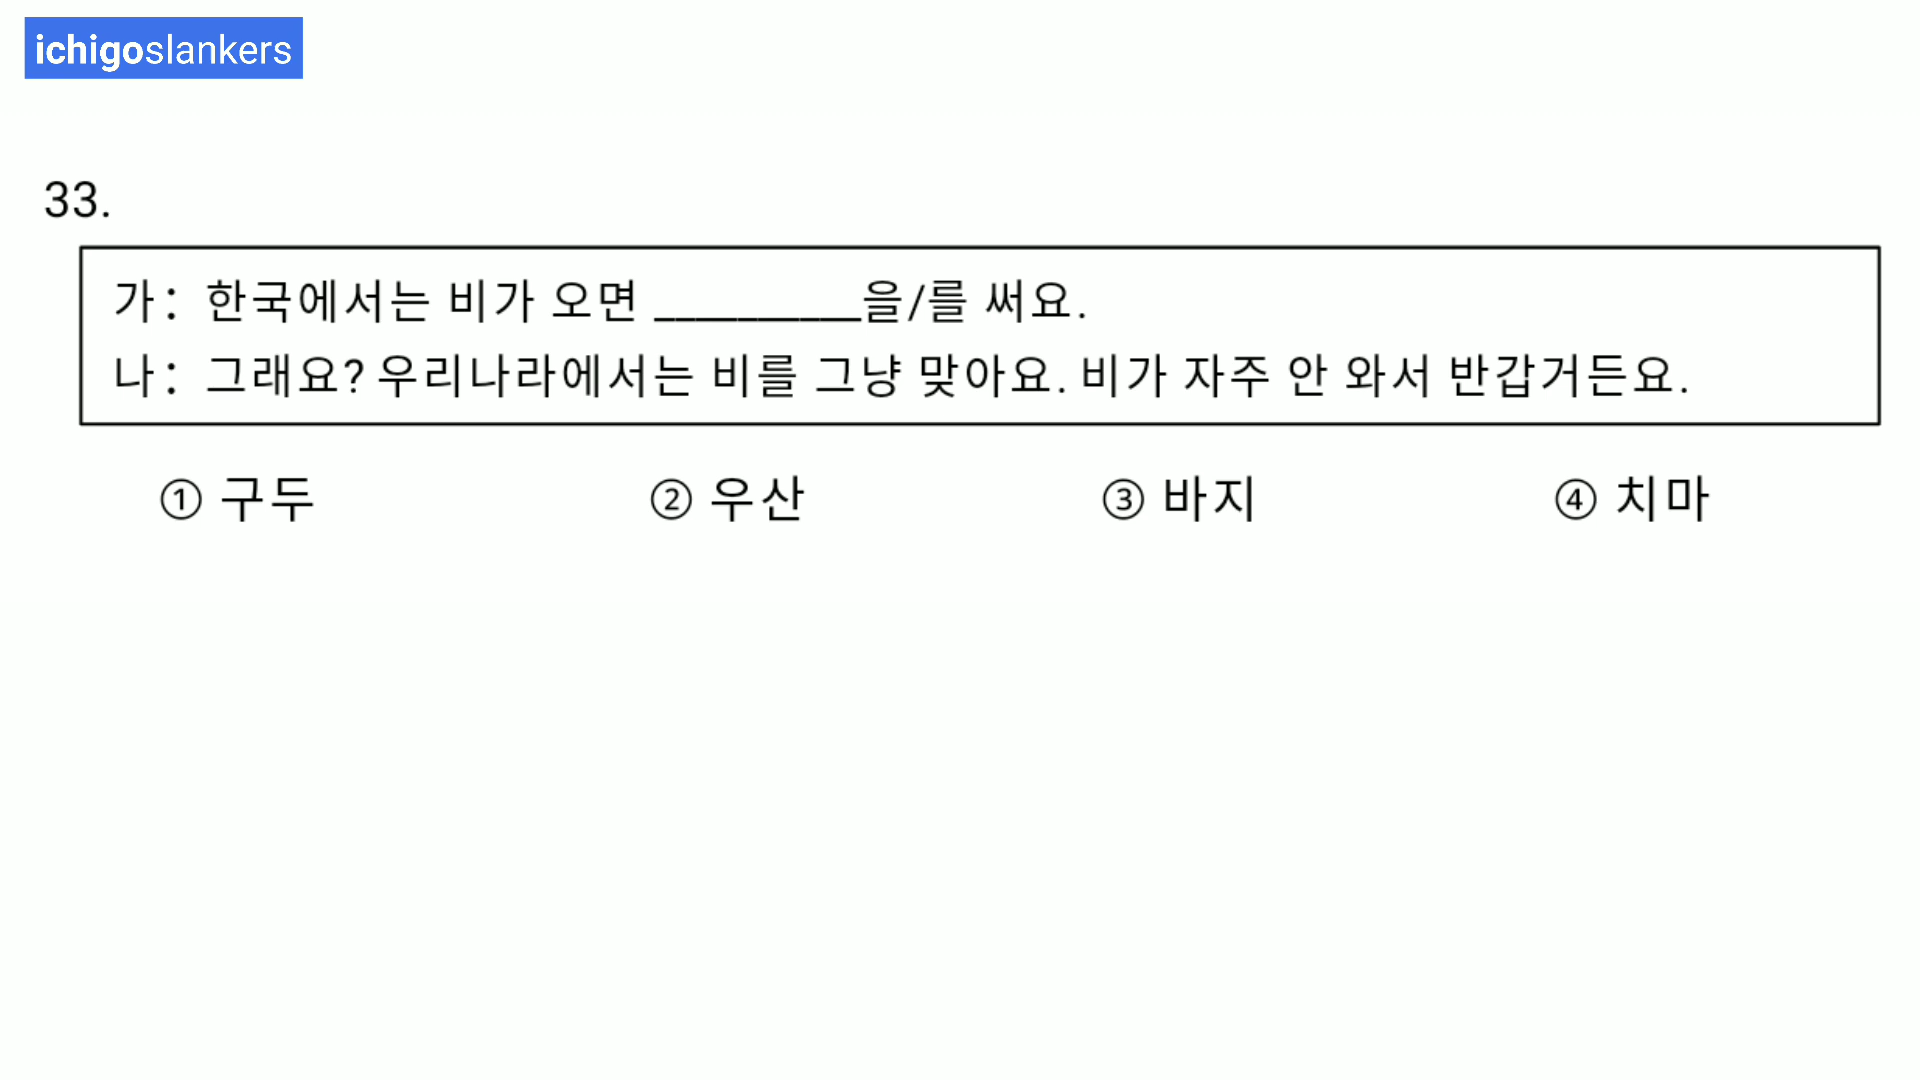 ichigoslankers
33.
가: 한국에서는 비가 오면 __________을/를 써요.
나: 그래요? 우리나라에서는 비를 그냥 맞아요. 비가 자주 안 와서 반갑거든요.
① 구두 ② 우산 ③ 바지 ④ 치마